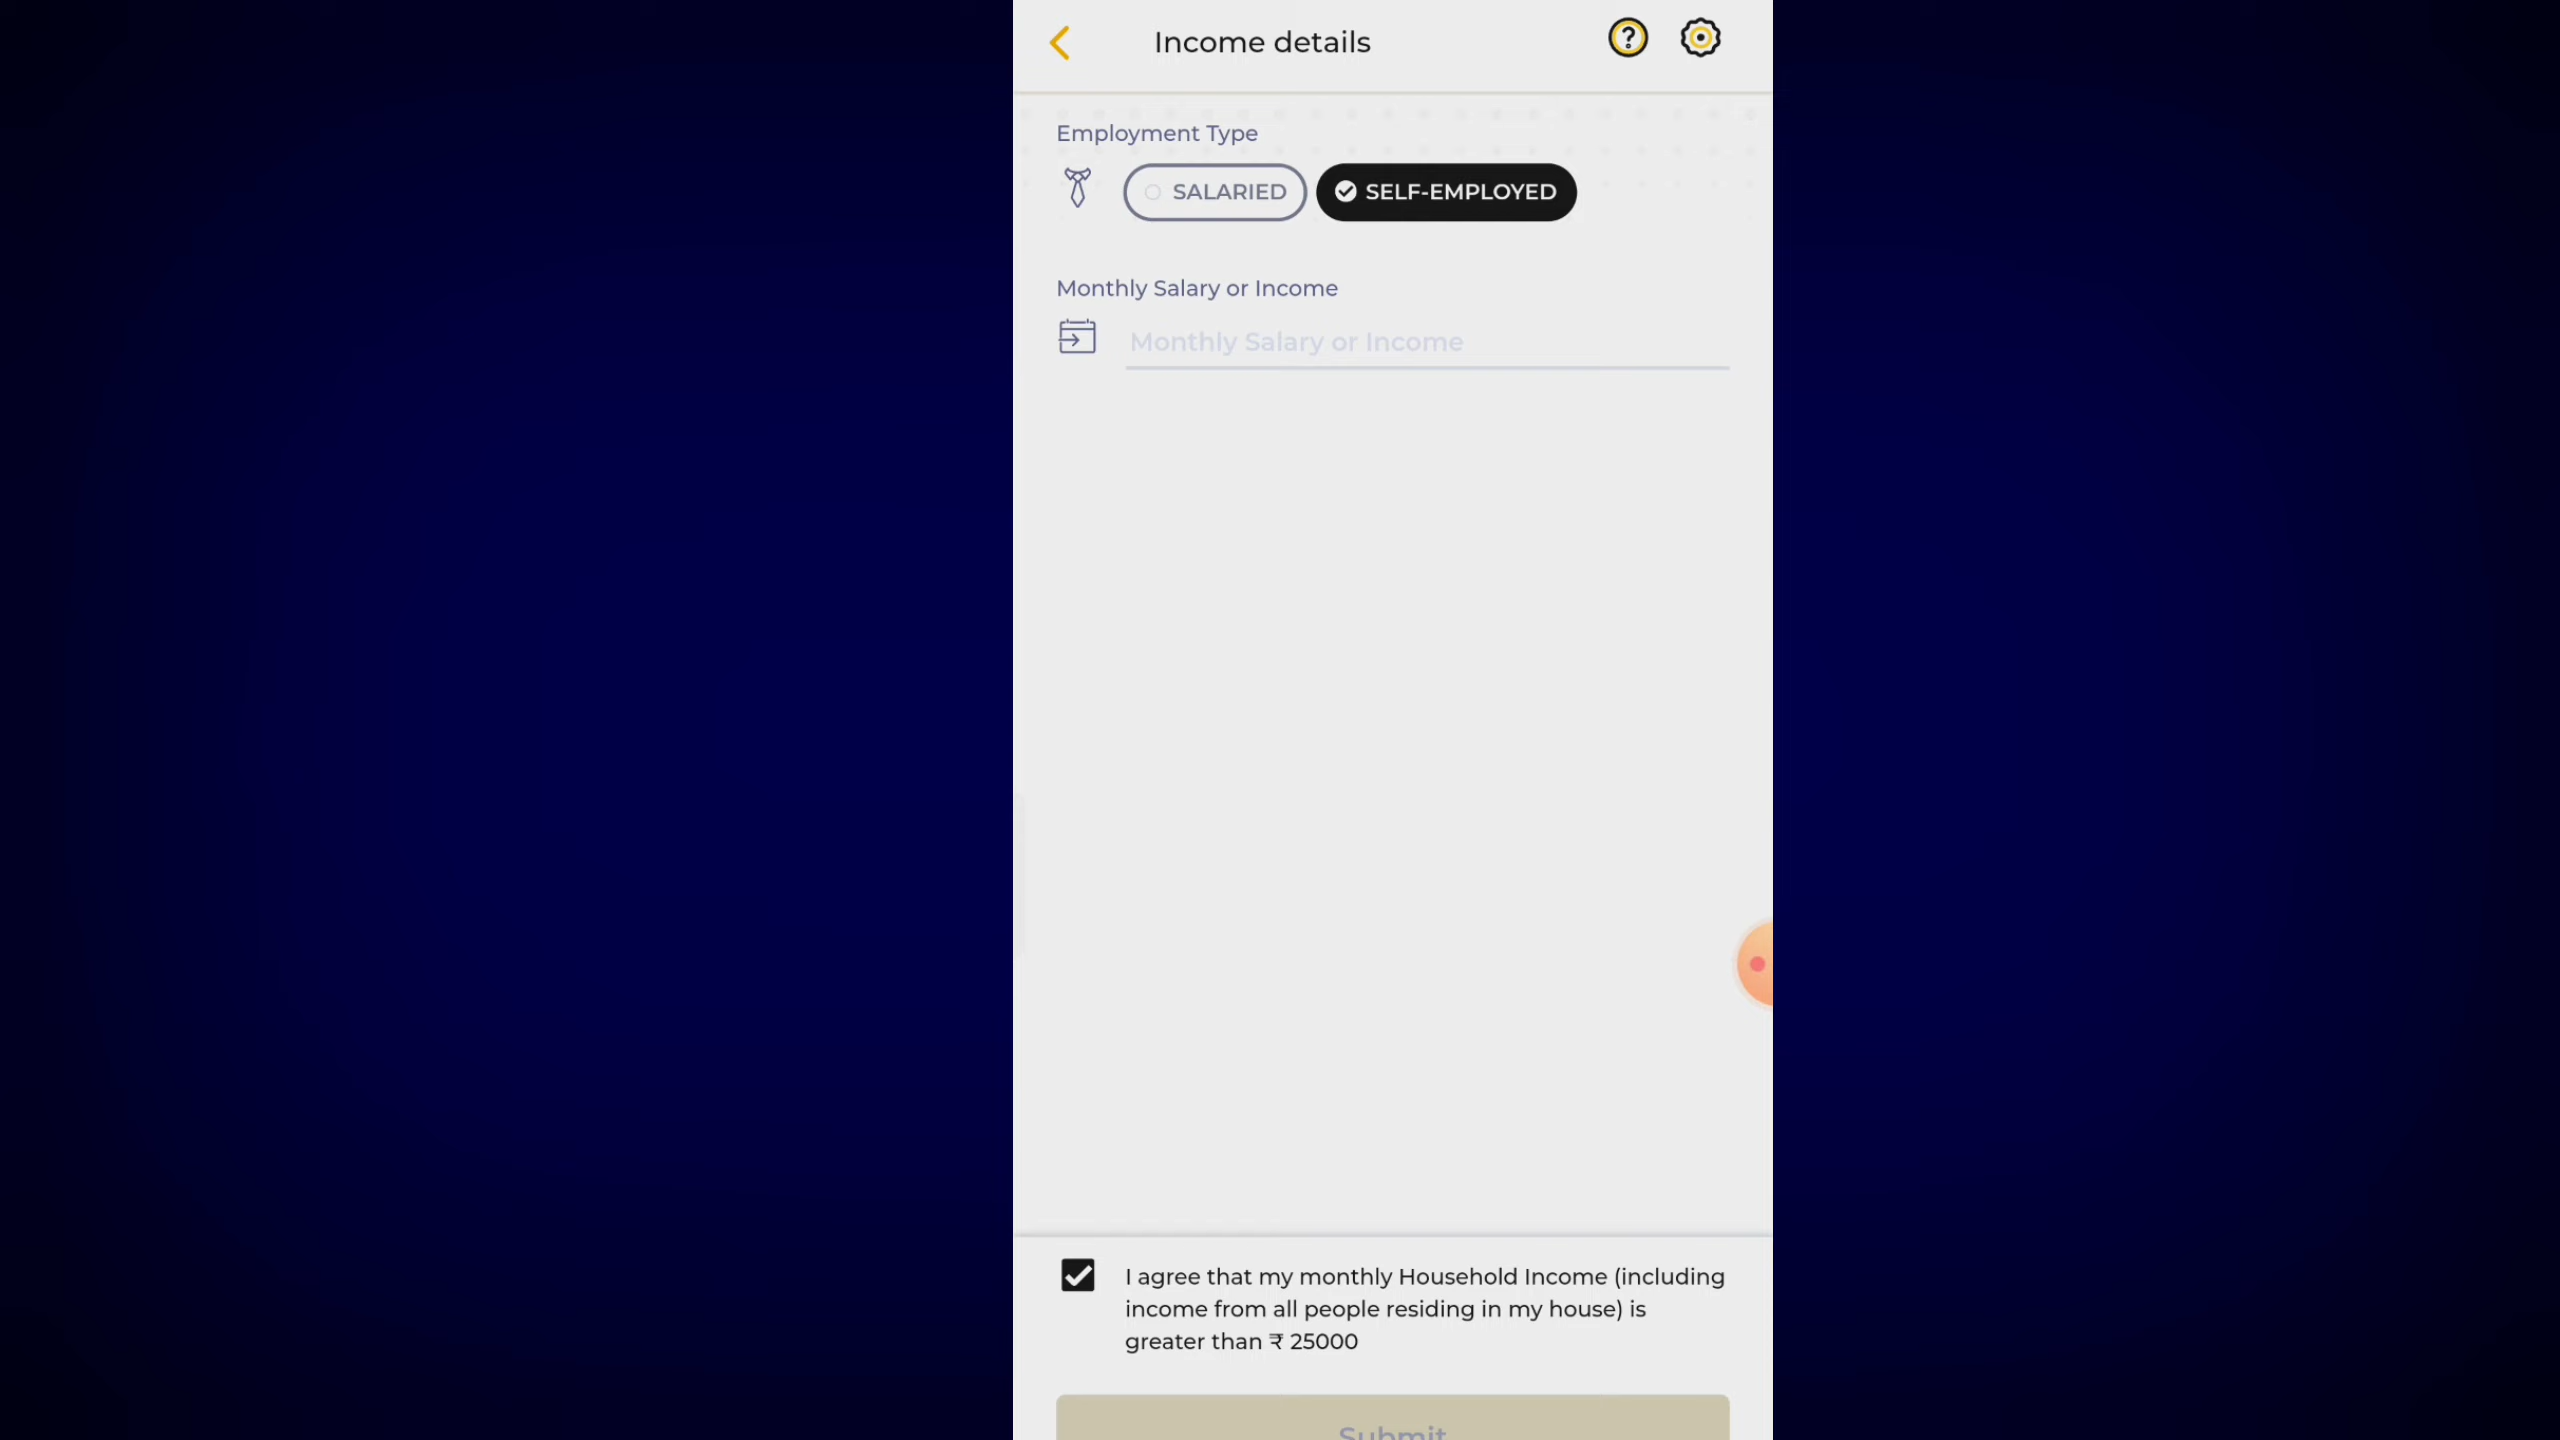 Income details
Employment Type
SALARIED
SELF-EMPLOYED
Monthly Salary or Income
Monthly Salary or Income
I agree that my monthly Household Income (including
income from all people residing in my house) is
greater than ₹ 25000
Submit